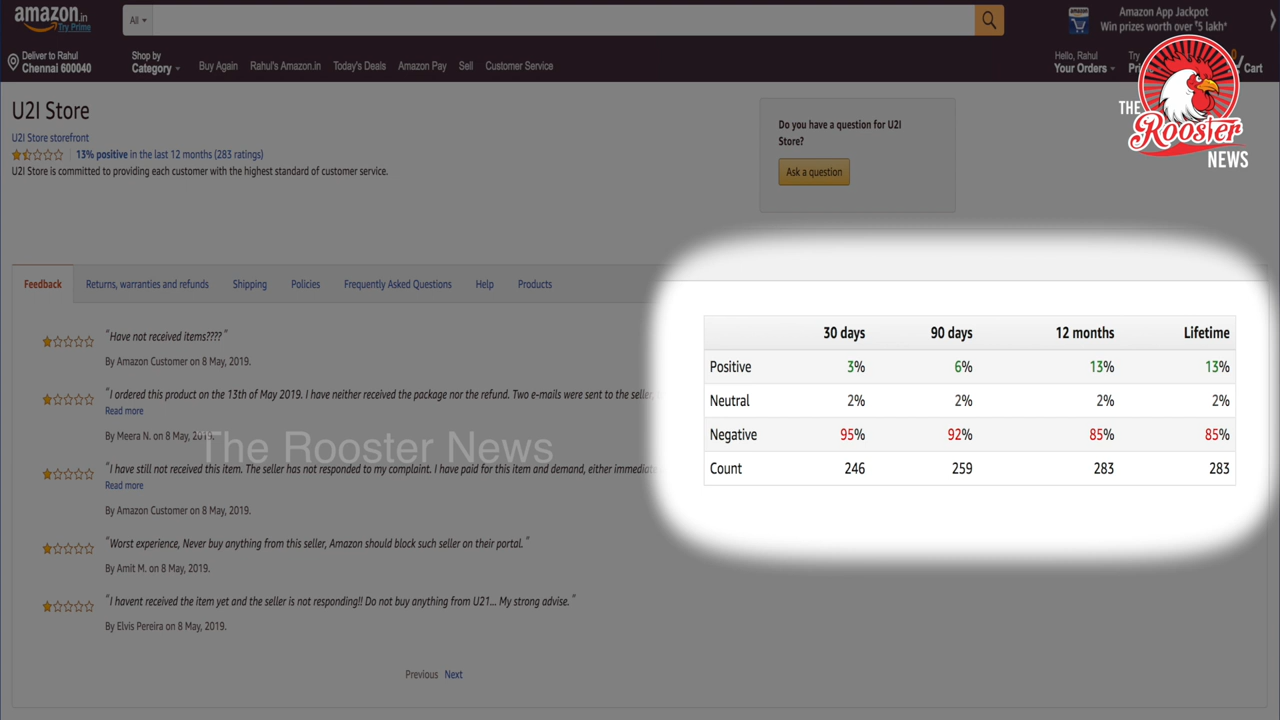 amazon.in
Try Prime
All
Amazon App Jackpot
Win prizes worth over ₹5 lakh*
Deliver to Rahul
Chennai 600040
Shop by
Category
Buy Again
Rahul's Amazon.in
Today's Deals
Amazon Pay
Sell
Customer Service
Hello, Rahul
Your Orders
Try
Pri
0
Cart
THE
Rooster
NEWS
U2I Store
U2I Store storefront
13% positive in the last 12 months (283 ratings)
U2I Store is committed to providing each customer with the highest standard of customer service.
Do you have a question for U2I
Store?
Ask a question
Feedback
Returns, warranties and refunds
Shipping
Policies
Frequently Asked Questions
Help
Products
"Have not received items????"
By Amazon Customer on 8 May, 2019.
"I ordered this product on the 13th of May 2019. I have neither received the package nor the refund. Two e-mails were sent to the seller,
Read more
By Meera N. on 8 May, 2019.
The Rooster News
"I have still not received this item. The seller has not responded to my complaint. I have paid for this item and demand, either immediate
Read more
By Amazon Customer on 8 May, 2019.
"Worst experience, Never buy anything from this seller, Amazon should block such seller on their portal."
By Amit M. on 8 May, 2019.
"I havent received the item yet and the seller is not responding!! Do not buy anything from U21... My strong advise."
By Elvis Pereira on 8 May, 2019.
Previous Next
30 days 90 days 12 months Lifetime
Positive 3% 6% 13% 13%
Neutral 2% 2% 2% 2%
Negative 95% 92% 85% 85%
Count 246 259 283 283